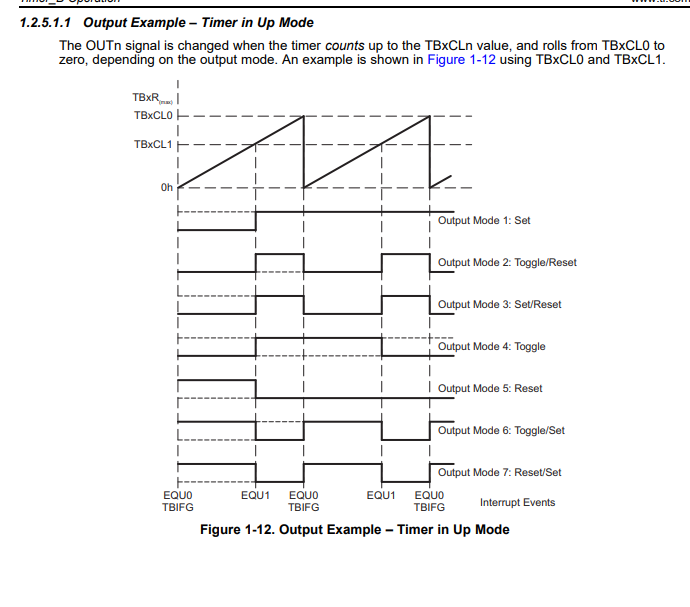 1.2.5.1.1 Output Example – Timer in Up Mode
The OUTn signal is changed when the timer counts up to the TBxCLn value, and rolls from TBxCL0 to
zero, depending on the output mode. An example is shown in Figure 1-12 using TBxCL0 and TBxCL1.
TBxR(max)
TBxCL0
TBxCL1
0h
Output Mode 1: Set
Output Mode 2: Toggle/Reset
Output Mode 3: Set/Reset
Output Mode 4: Toggle
Output Mode 5: Reset
Output Mode 6: Toggle/Set
Output Mode 7: Reset/Set
EQU0 EQU1 EQU0 EQU1 EQU0 Interrupt Events
TBIFG TBIFG TBIFG
Figure 1-12. Output Example – Timer in Up Mode